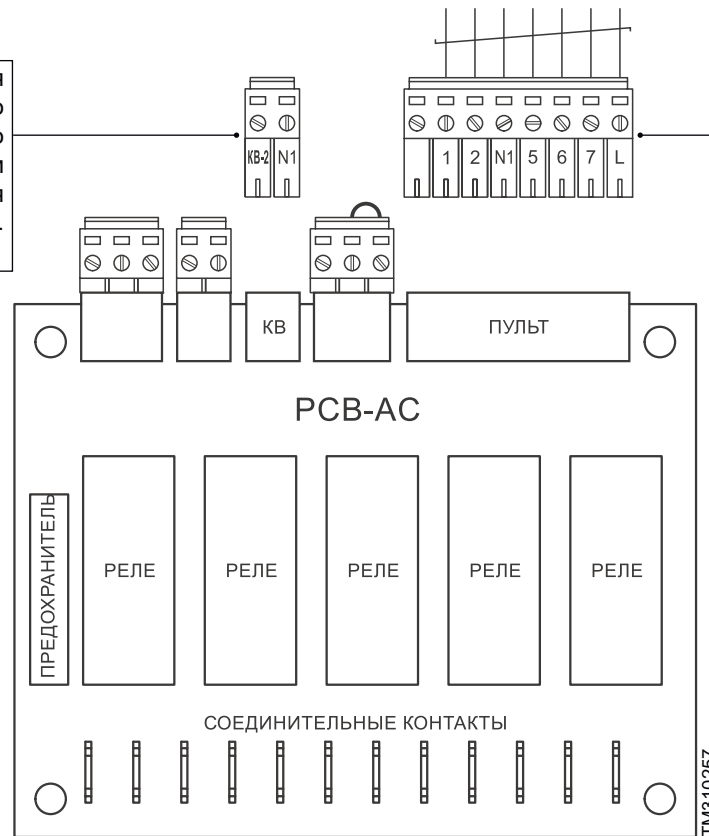 КВ-2 N1
1 2 N1 5 6 7 L
КВ
ПУЛЬТ
PCB-AC
ПРЕДОХРАНИТЕЛЬ
РЕЛЕ РЕЛЕ РЕЛЕ РЕЛЕ РЕЛЕ
СОЕДИНИТЕЛЬНЫЕ КОНТАКТЫ
TM310257